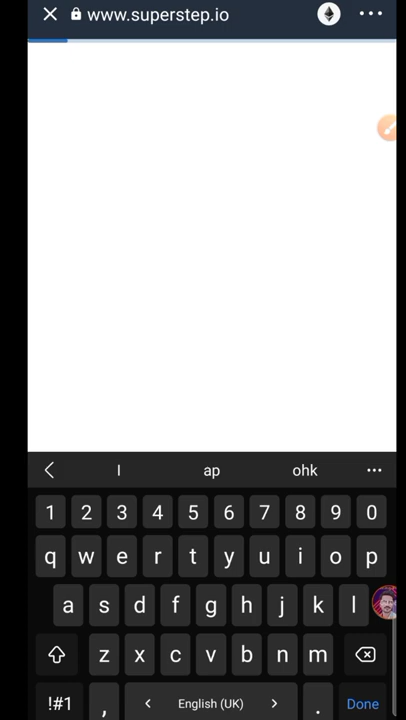 www.superstep.io
ap
ohk
1 2 3 4 5 6 7 8 9 0
q w e r t y u i o p
a s d f g h j k l
z x c v b n m
!#1 , English (UK) . Done